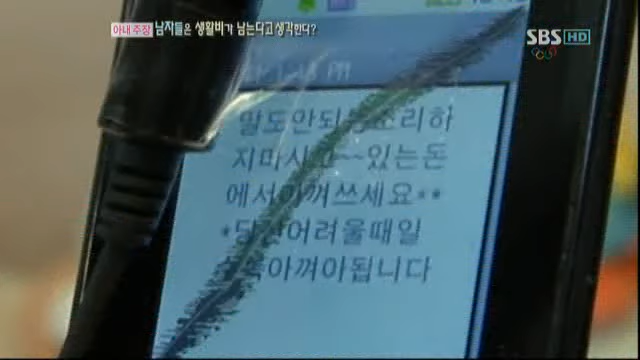 아내 주장 남자들은 생활비가 남는다고 생각한다?
SBS HD
말도안되는소리하
지마시고~~있는돈
에서아껴쓰세요**
*당신어려울때일
아껴야됩니다